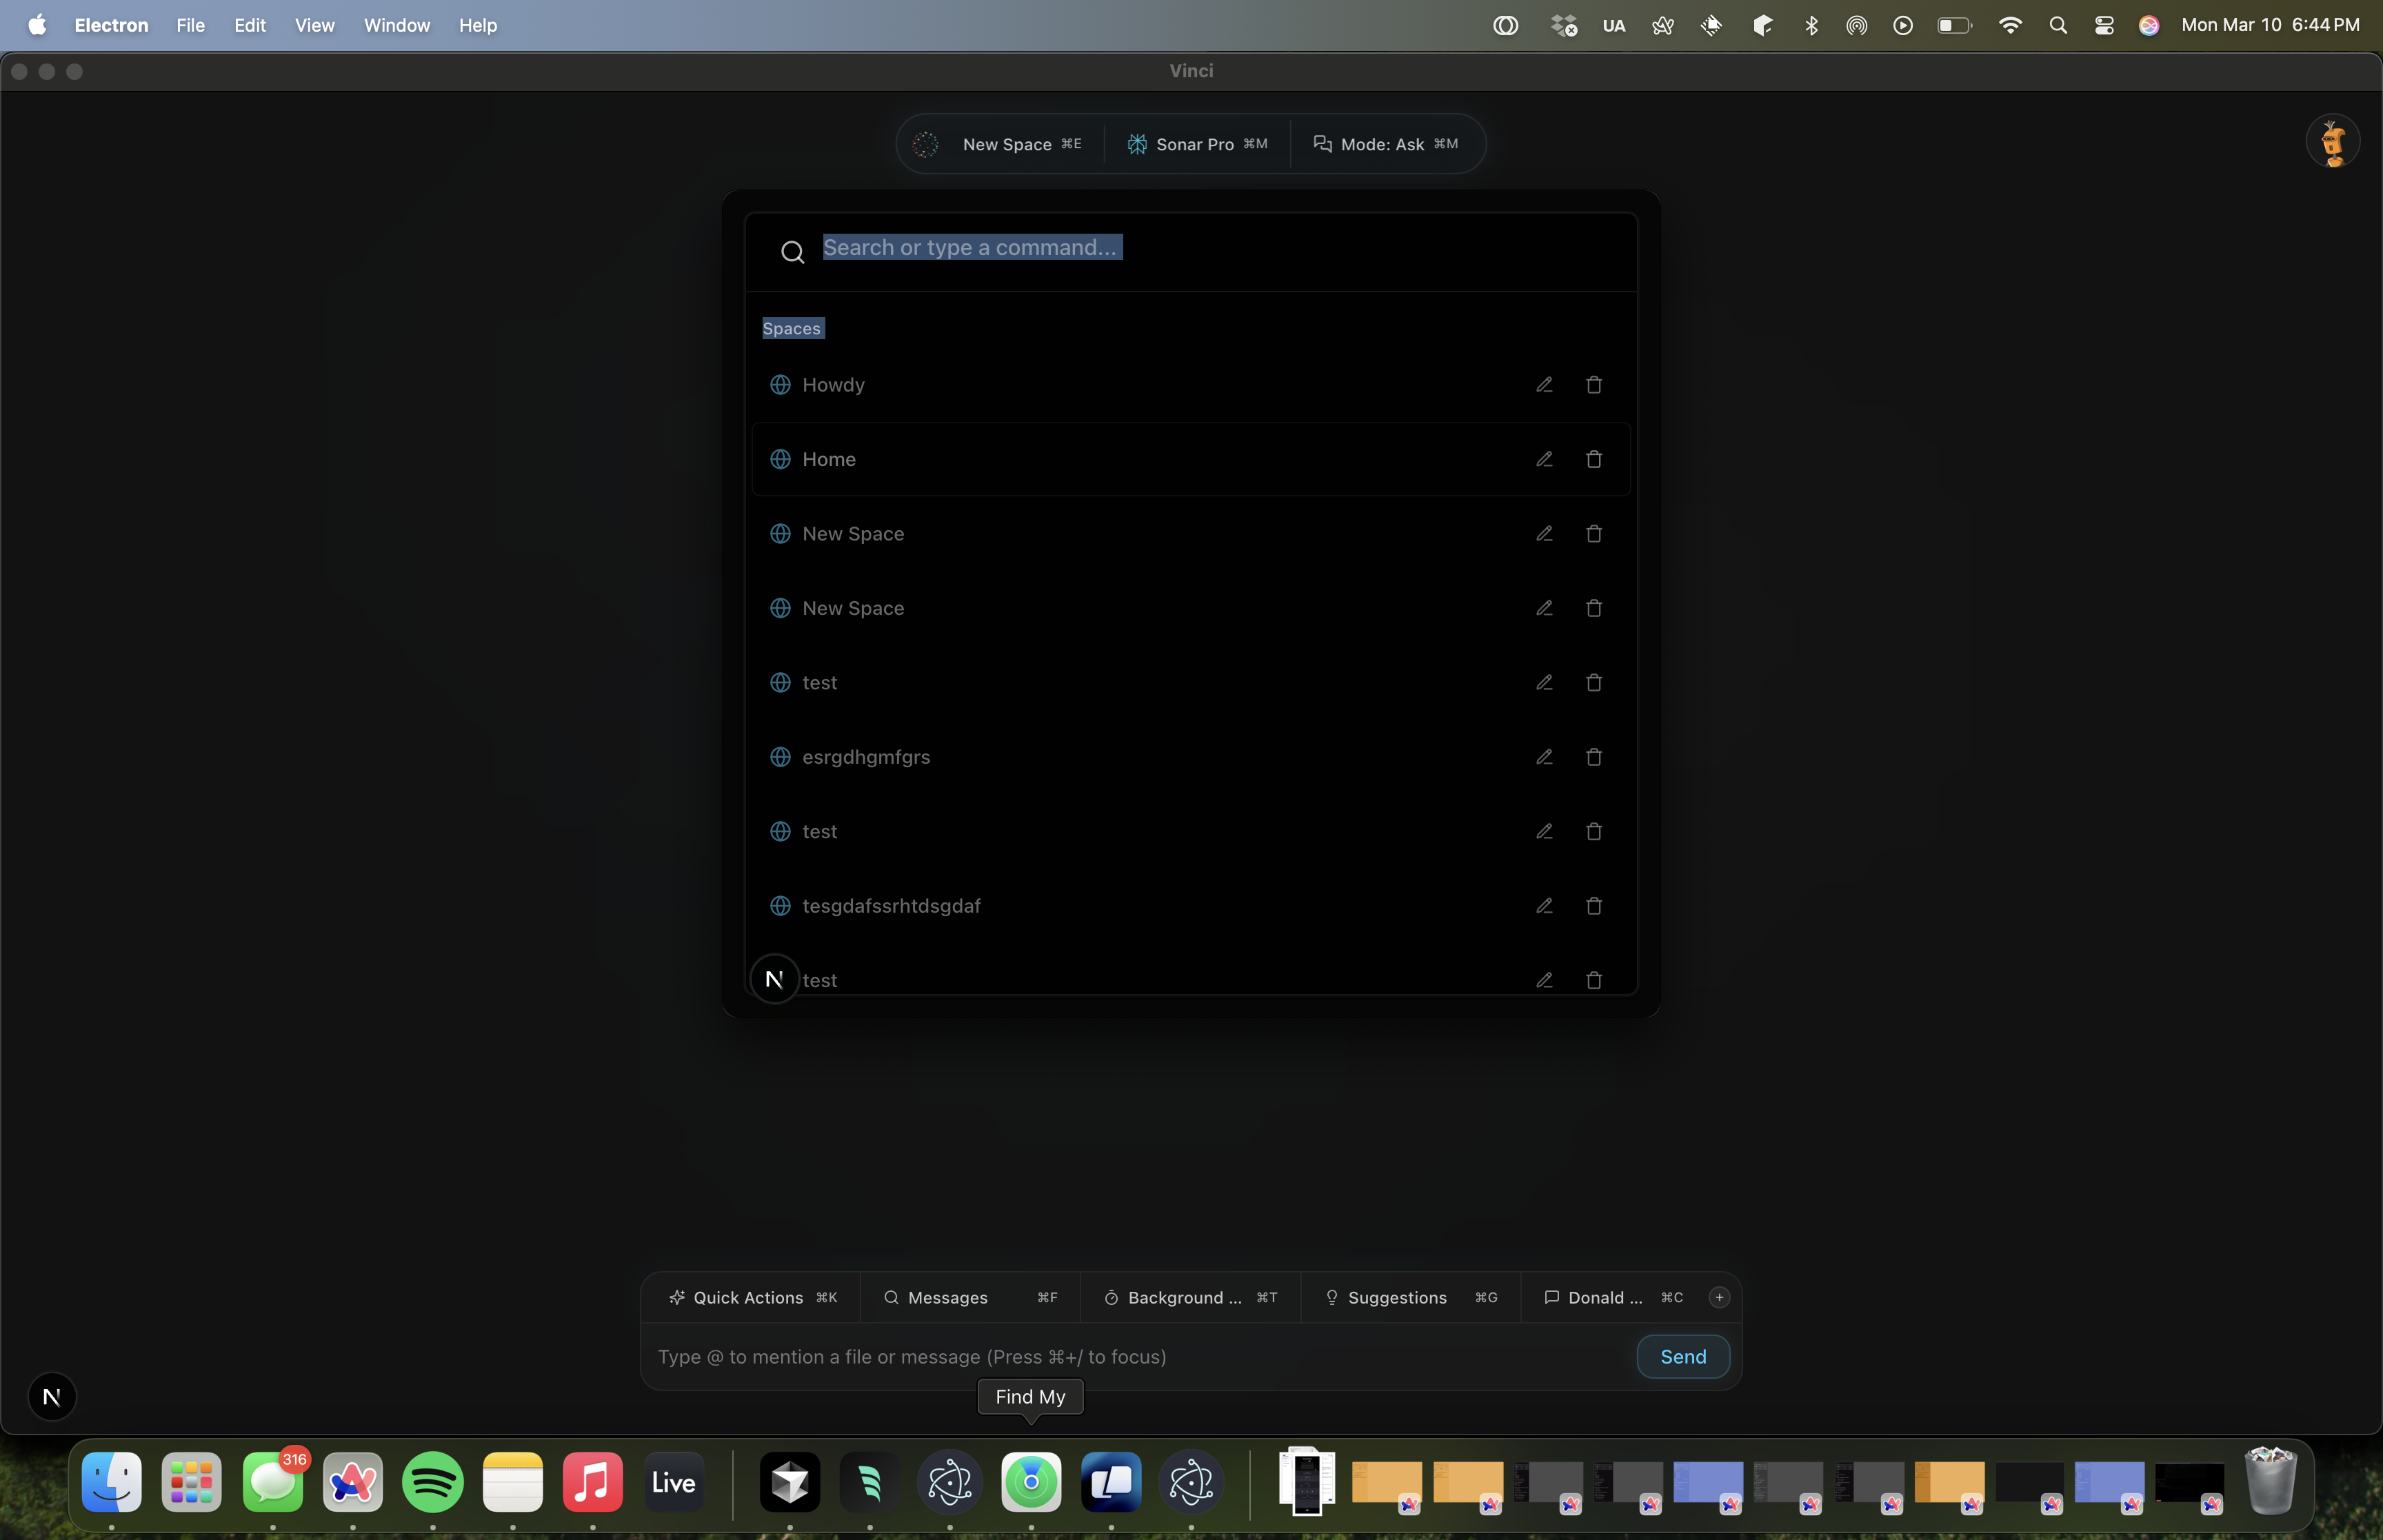 Electron File Edit View Window Help UA Mon Mar 10 6:44 PM
Vinci
New Space ⌘E Sonar Pro ⌘M Mode: Ask ⌘M
Search or type a command...
Spaces
Howdy
Home
New Space
New Space
test
esrgdhgmfgrs
test
tesgdafssrhtdsgdaf
N test
Quick Actions ⌘K Messages ⌘F Background ... ⌘T Suggestions ⌘G Donald ... ⌘C
Type @ to mention a file or message (Press ⌘+/ to focus) Send
N
Find My
316
Live